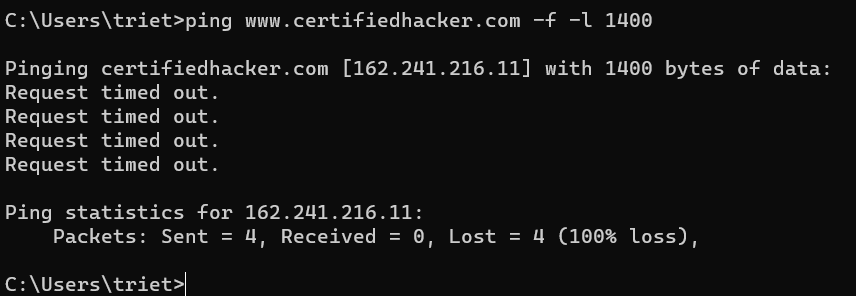 C:\Users\triet>ping www.certifiedhacker.com -f -l 1400
Pinging certifiedhacker.com [162.241.216.11] with 1400 bytes of data:
Request timed out.
Request timed out.
Request timed out.
Request timed out.
Ping statistics for 162.241.216.11:
    Packets: Sent = 4, Received = 0, Lost = 4 (100% loss),
C:\Users\triet>